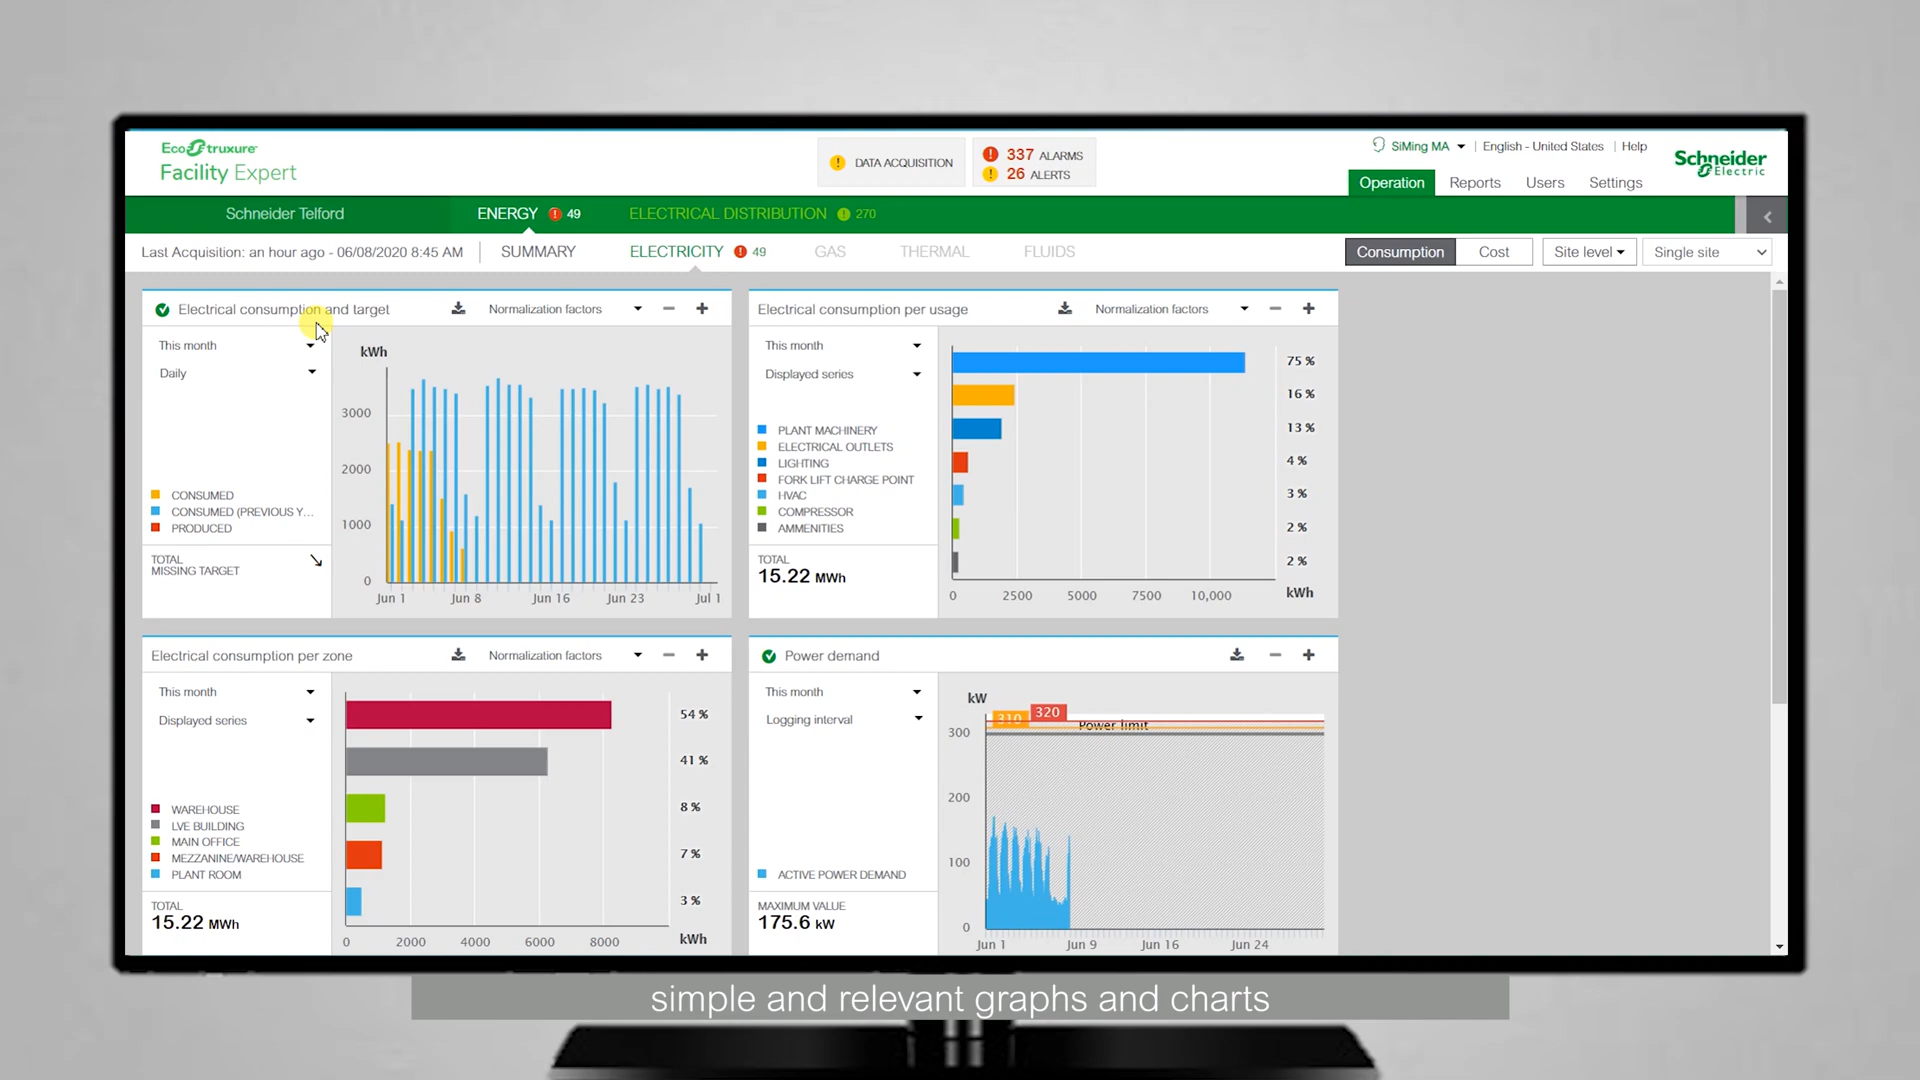 EcoStruxure
Facility Expert
DATA ACQUISITION
337 ALARMS
26 ALERTS
SiMing MA | English - United States | Help
Operation Reports Users Settings
Schneider
Electric
Schneider Telford ENERGY 49 ELECTRICAL DISTRIBUTION 270
Last Acquisition: an hour ago - 06/08/2020 8:45 AM SUMMARY ELECTRICITY 49 GAS THERMAL FLUIDS Consumption Cost Site level Single site
Electrical consumption and target Normalization factors
This month
Daily
kWh
3000
2000
1000
0
Jun 1 Jun 8 Jun 16 Jun 23 Jul 1
CONSUMED
CONSUMED (PREVIOUS Y...
PRODUCED
TOTAL
MISSING TARGET
Electrical consumption per usage Normalization factors
This month
Displayed series
PLANT MACHINERY
ELECTRICAL OUTLETS
LIGHTING
FORK LIFT CHARGE POINT
HVAC
COMPRESSOR
AMMENITIES
TOTAL
15.22 MWh
75 %
16 %
13 %
4 %
3 %
2 %
2 %
0 2500 5000 7500 10,000 kWh
Electrical consumption per zone Normalization factors
This month
Displayed series
WAREHOUSE
LVE BUILDING
MAIN OFFICE
MEZZANINE/WAREHOUSE
PLANT ROOM
TOTAL
15.22 MWh
54 %
41 %
8 %
7 %
3 %
0 2000 4000 6000 8000 kWh
Power demand
This month
Logging interval
ACTIVE POWER DEMAND
MAXIMUM VALUE
175.6 kW
kW
310 320 Power limit
300
200
100
0
Jun 1 Jun 9 Jun 16 Jun 24
simple and relevant graphs and charts